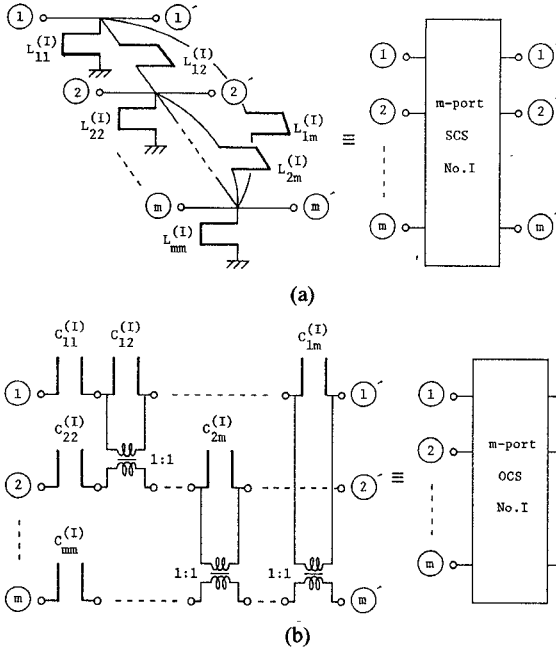 1 1′
L11(I)
L12(I)
2 2′
L22(I)
L1m(I)
L2m(I)
m m′
Lmm(I)
≡
1 1′
2 2′
m m′
m-port
SCS
No.I
(a)
C11(I) C12(I) C1m(I)
1 1′
C22(I) C2m(I)
1:1
2 2′
Cmm(I)
1:1 1:1
m m′
≡
1
2
m
m-port
OCS
No.I
(b)